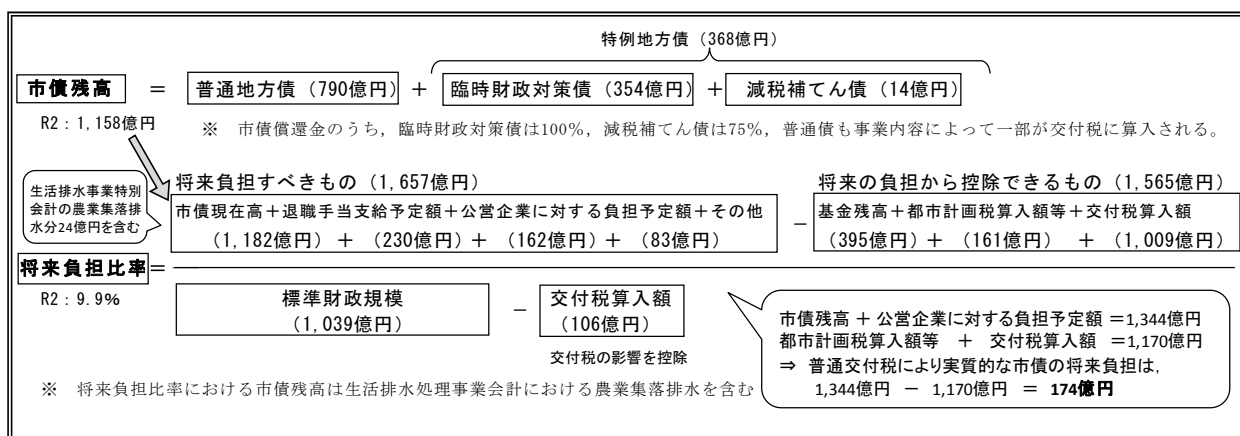 特例地方債（368億円）
市債残高 ＝ 普通地方債（790億円） ＋ 臨時財政対策債（354億円） ＋ 減税補てん債（14億円）
R2：1,158億円
※ 市債償還金のうち，臨時財政対策債は100%，減税補てん債は75%，普通債も事業内容によって一部が交付税に算入される。
生活排水事業特別
会計の農業集落排
水分24億円を含む
将来負担すべきもの（1,657億円）
市債現在高＋退職手当支給予定額＋公営企業に対する負担予定額＋その他
（1,182億円） ＋ （230億円） ＋ （162億円） ＋ （83億円）
－
将来の負担から控除できるもの（1,565億円）
基金残高＋都市計画税算入額等＋交付税算入額
（395億円）＋ （161億円） ＋ （1,009億円）
将来負担比率＝
R2：9.9%
標準財政規模
（1,039億円）
－
交付税算入額
（106億円）
交付税の影響を控除
市債残高 ＋ 公営企業に対する負担予定額 ＝1,344億円
都市計画税算入額等 ＋ 交付税算入額 ＝1,170億円
⇒ 普通交付税により実質的な市債の将来負担は，
1,344億円 － 1,170億円 ＝ 174億円
※ 将来負担比率における市債残高は生活排水処理事業会計における農業集落排水を含む